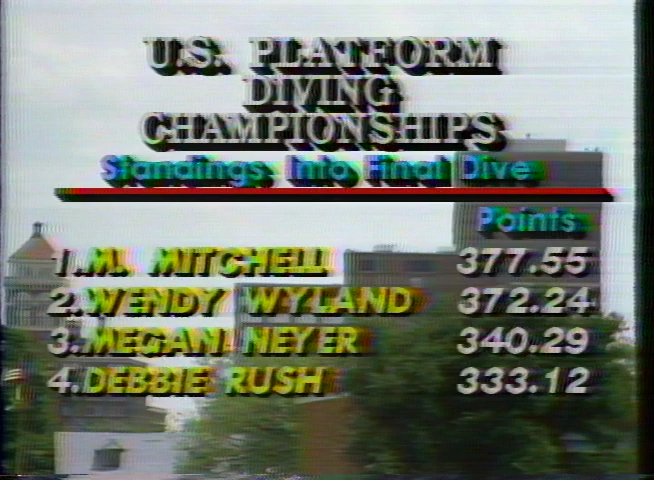 U.S. PLATFORM
DIVING
CHAMPIONSHIPS
Standings Into Final Dive
Points
1. M. MITCHELL 377.55
2. WENDY WYLAND 372.24
3. MEGAN NEYER 340.29
4. DEBBIE RUSH 333.12